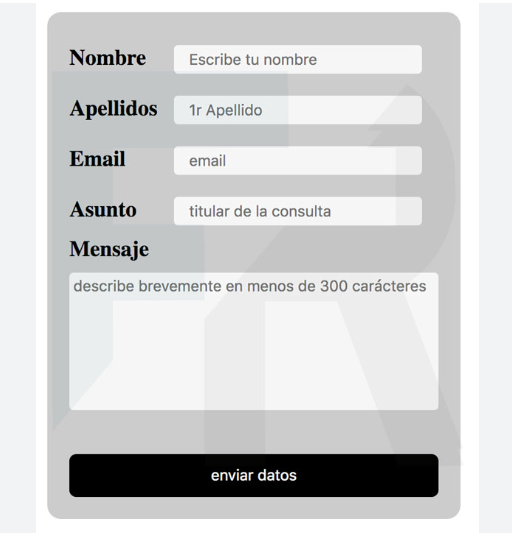 Nombre Escribe tu nombre
Apellidos 1r Apellido
Email email
Asunto titular de la consulta
Mensaje
describe brevemente en menos de 300 carácteres
enviar datos